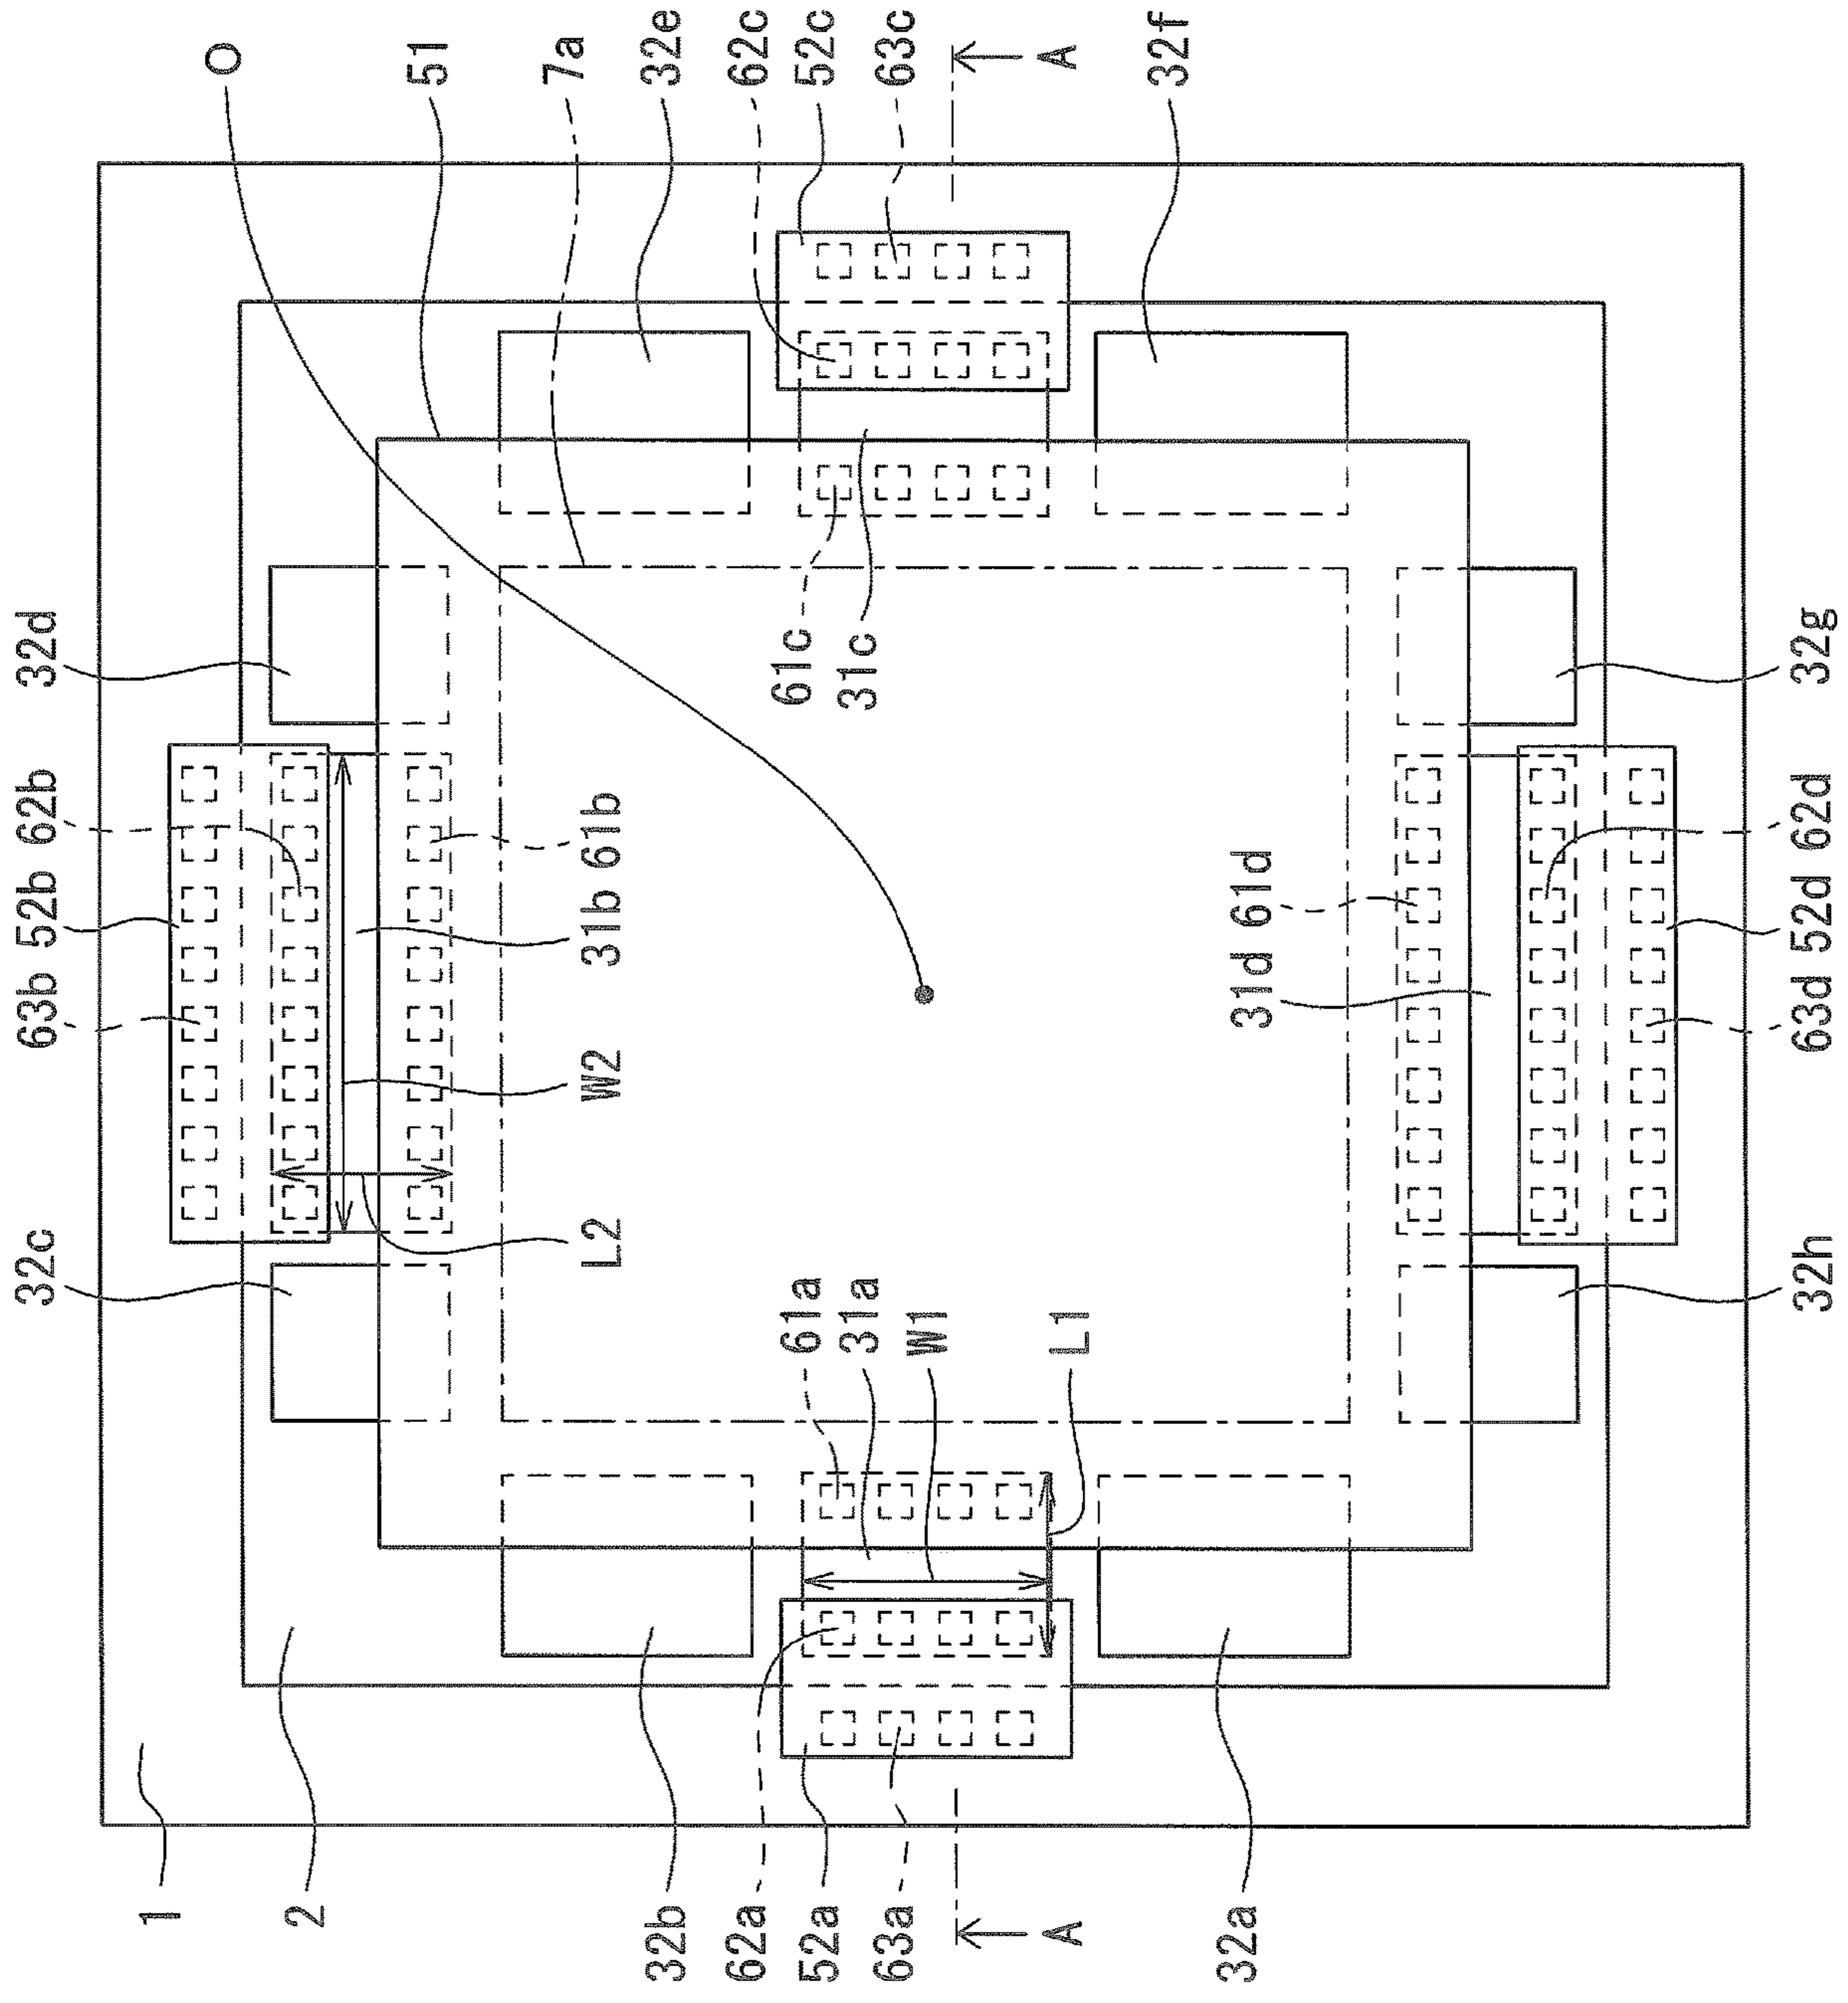 32c 63b 52b 62b 32d
1
O
2
51
7a
L2 W2 31b 61b
32b 32e
62a 62c
61a 61c
52a 52c
31a 31c
63a 63c
W1
A L1 A
32f
32a 31d 61d
32h 63d 52d 62d 32g